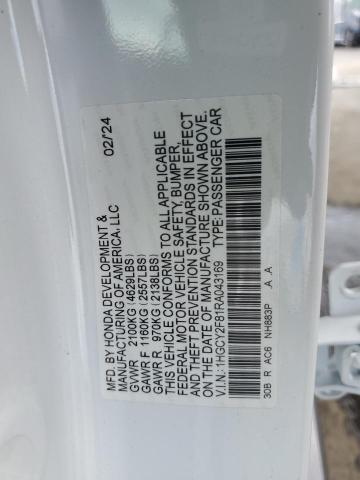 MFD. BY HONDA DEVELOPMENT &
MANUFACTURING OF AMERICA, LLC 02/'24
GVWR 2100KG (4629LBS)
GAWR F 1160KG (2557LBS)
GAWR R 970KG (2138LBS)
THIS VEHICLE CONFORMS TO ALL APPLICABLE
FEDERAL MOTOR VEHICLE SAFETY, BUMPER,
AND THEFT PREVENTION STANDARDS IN EFFECT
ON THE DATE OF MANUFACTURE SHOWN ABOVE.
V.I.N.: 1HGCY2F81RA043169 TYPE: PASSENGER CAR
30B R AC6 NH883P A A